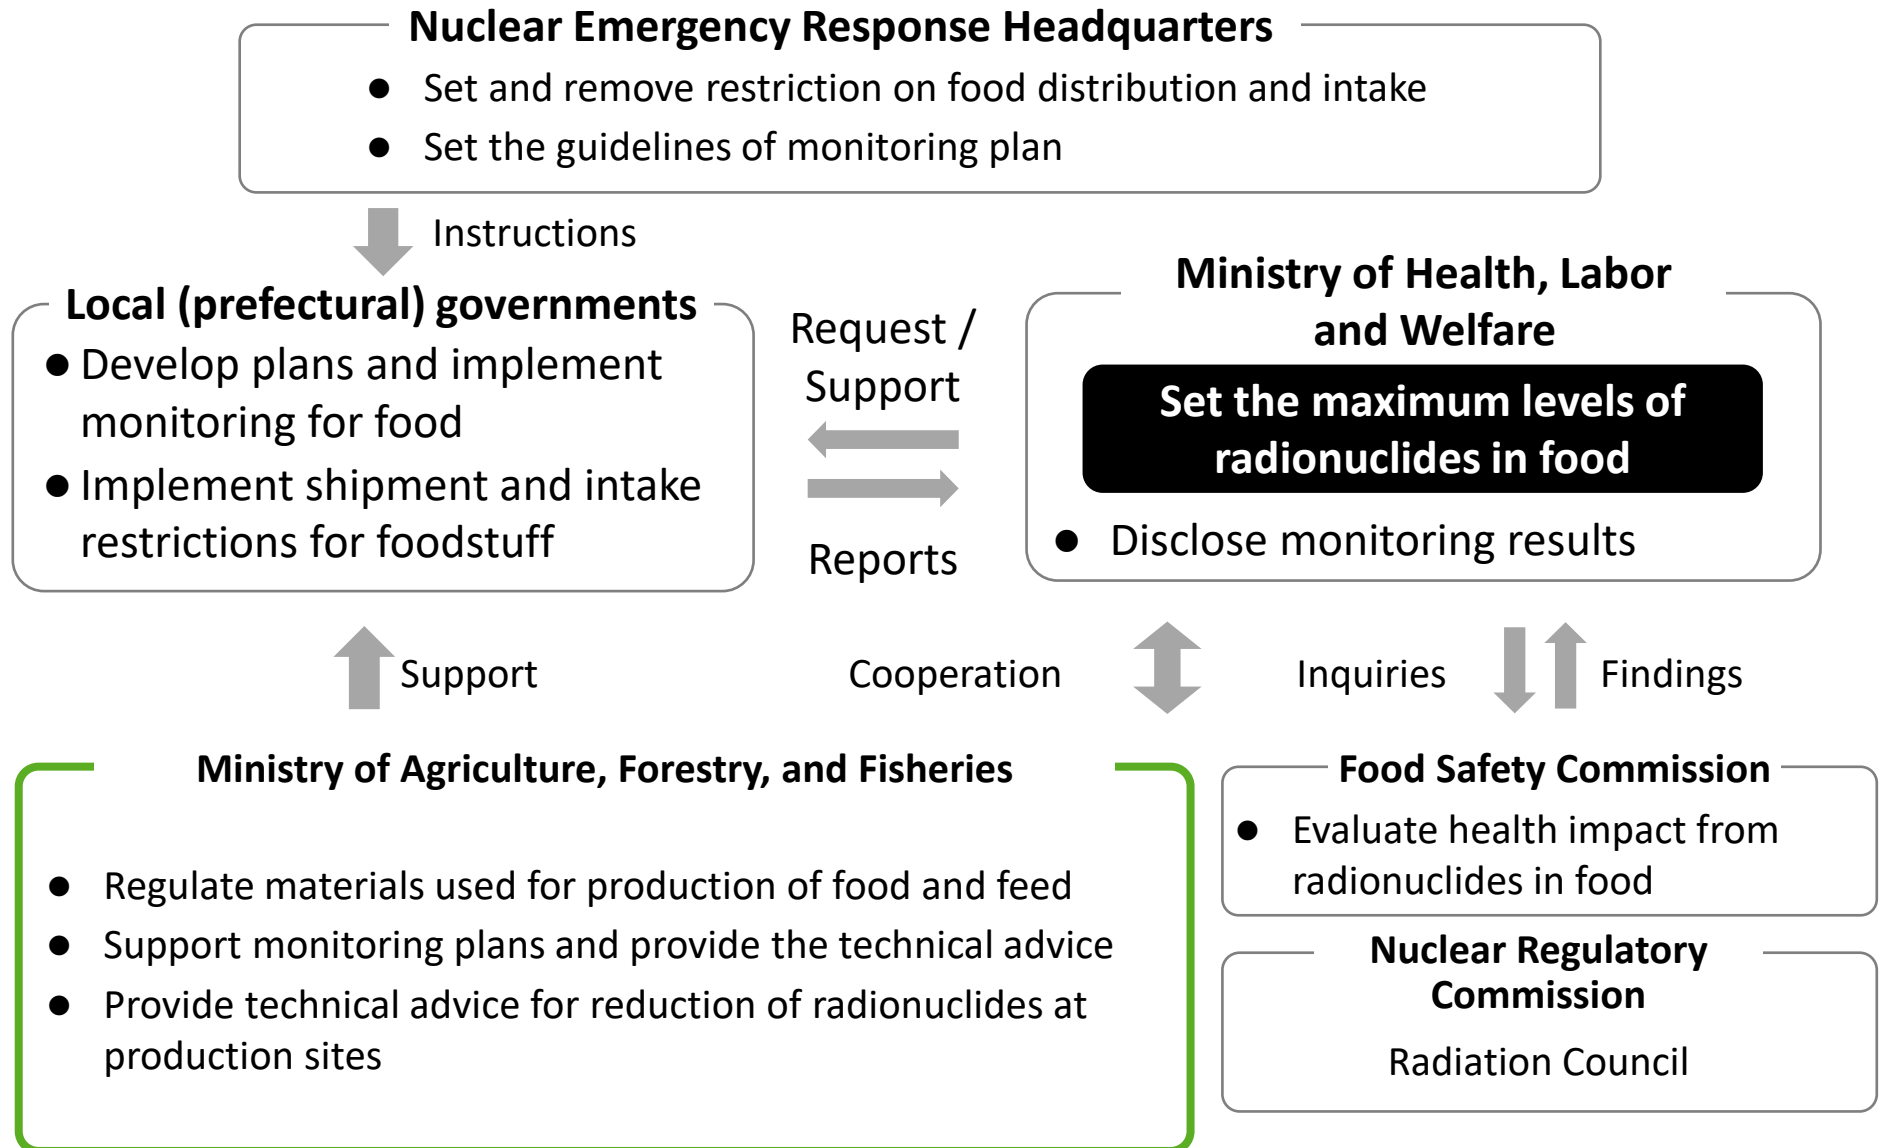 Nuclear Emergency Response Headquarters
● Set and remove restriction on food distribution and intake
● Set the guidelines of monitoring plan
Instructions
Local (prefectural) governments
● Develop plans and implement
monitoring for food
● Implement shipment and intake
restrictions for foodstuff
Request /
Support
Reports
Ministry of Health, Labor
and Welfare
Set the maximum levels of
radionuclides in food
● Disclose monitoring results
Support
Cooperation
Inquiries
Findings
Ministry of Agriculture, Forestry, and Fisheries
● Regulate materials used for production of food and feed
● Support monitoring plans and provide the technical advice
● Provide technical advice for reduction of radionuclides at
production sites
Food Safety Commission
● Evaluate health impact from
radionuclides in food
Nuclear Regulatory
Commission
Radiation Council